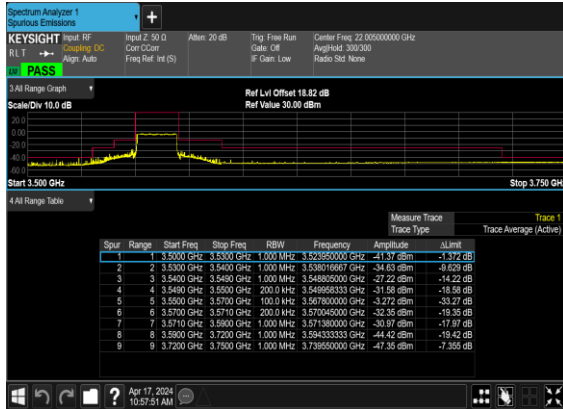 Spectrum Analyzer 1
Spurious Emissions
KEYSIGHT Input: RF Input Z: 50 Ω Atten: 20 dB Trig: Free Run Center Freq: 22.005000000 GHz
RLT Coupling: DC Corr CCorr Gate: Off Avg|Hold: 300/300
Align: Auto Freq Ref: Int (S) IF Gain: Low Radio Std: None
PASS
3 All Range Graph
Ref Lvl Offset 18.82 dB
Scale/Div 10.0 dB Ref Value 30.00 dBm
20.0
0.00
-20.0
-40.0
-60.0
Start 3.500 GHz Stop 3.750 GH
4 All Range Table
Measure Trace Trace 1
Trace Type Trace Average (Active)
Spur Range Start Freq Stop Freq RBW Frequency Amplitude ΔLimit
1 1 3.5000 GHz 3.5300 GHz 1.000 MHz 3.523950000 GHz -41.37 dBm -1.372 dB
2 2 3.5300 GHz 3.5400 GHz 1.000 MHz 3.538016667 GHz -34.63 dBm -9.629 dB
3 3 3.5400 GHz 3.5490 GHz 1.000 MHz 3.548805000 GHz -27.22 dBm -14.22 dB
4 4 3.5490 GHz 3.5500 GHz 200.0 kHz 3.549958333 GHz -31.58 dBm -18.58 dB
5 5 3.5500 GHz 3.5700 GHz 100.0 kHz 3.567800000 GHz -3.272 dBm -33.27 dB
6 6 3.5700 GHz 3.5710 GHz 200.0 kHz 3.570045000 GHz -32.35 dBm -19.35 dB
7 7 3.5710 GHz 3.5900 GHz 1.000 MHz 3.571380000 GHz -30.97 dBm -17.97 dB
8 8 3.5900 GHz 3.7200 GHz 1.000 MHz 3.594333333 GHz -44.42 dBm -19.42 dB
9 9 3.7200 GHz 3.7500 GHz 1.000 MHz 3.739550000 GHz -47.35 dBm -7.355 dB
Apr 17, 2024
10:57:51 AM